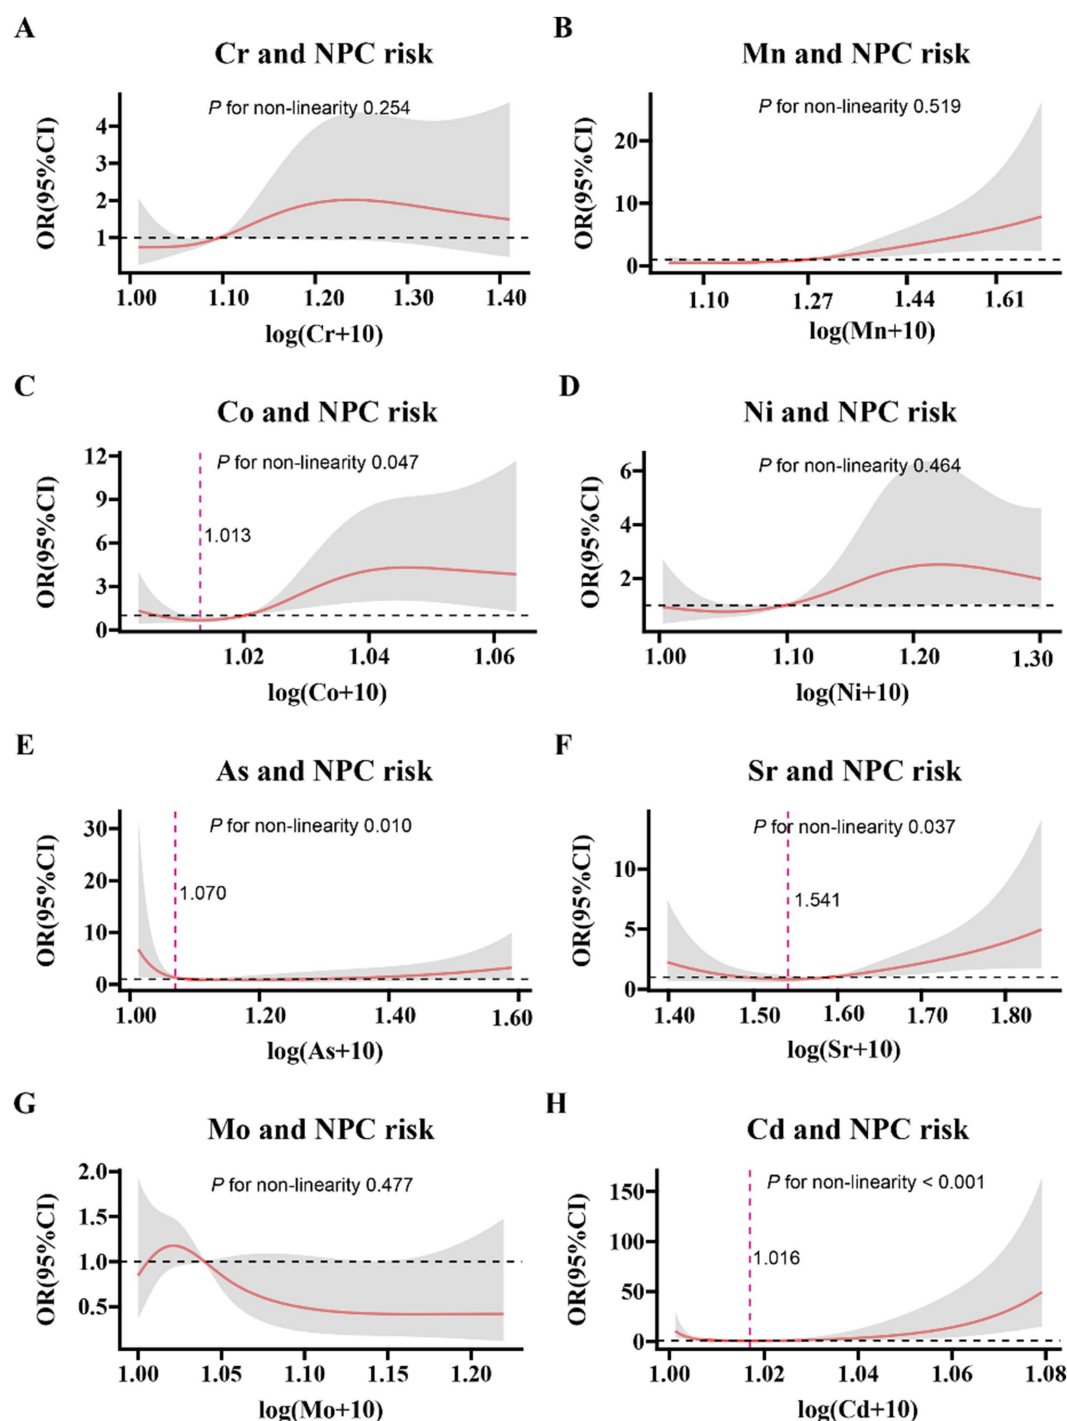 A
Cr and NPC risk
P for non-linearity 0.254
OR(95%CI)
4
3
2
1
1.00 1.10 1.20 1.30 1.40
log(Cr+10)
B
Mn and NPC risk
P for non-linearity 0.519
OR(95%CI)
20
10
0
1.10 1.27 1.44 1.61
log(Mn+10)
C
Co and NPC risk
P for non-linearity 0.047
OR(95%CI)
12
9
6
3
0
1.013
1.02 1.04 1.06
log(Co+10)
D
Ni and NPC risk
P for non-linearity 0.464
OR(95%CI)
6
4
2
1.00 1.10 1.20 1.30
log(Ni+10)
E
As and NPC risk
P for non-linearity 0.010
OR(95%CI)
30
20
10
0
1.070
1.00 1.20 1.40 1.60
log(As+10)
F
Sr and NPC risk
P for non-linearity 0.037
OR(95%CI)
10
5
0
1.541
1.40 1.50 1.60 1.70 1.80
log(Sr+10)
G
Mo and NPC risk
P for non-linearity 0.477
OR(95%CI)
2.0
1.5
1.0
0.5
1.00 1.05 1.10 1.15 1.20
log(Mo+10)
H
Cd and NPC risk
P for non-linearity < 0.001
OR(95%CI)
150
100
50
0
1.016
1.00 1.02 1.04 1.06 1.08
log(Cd+10)